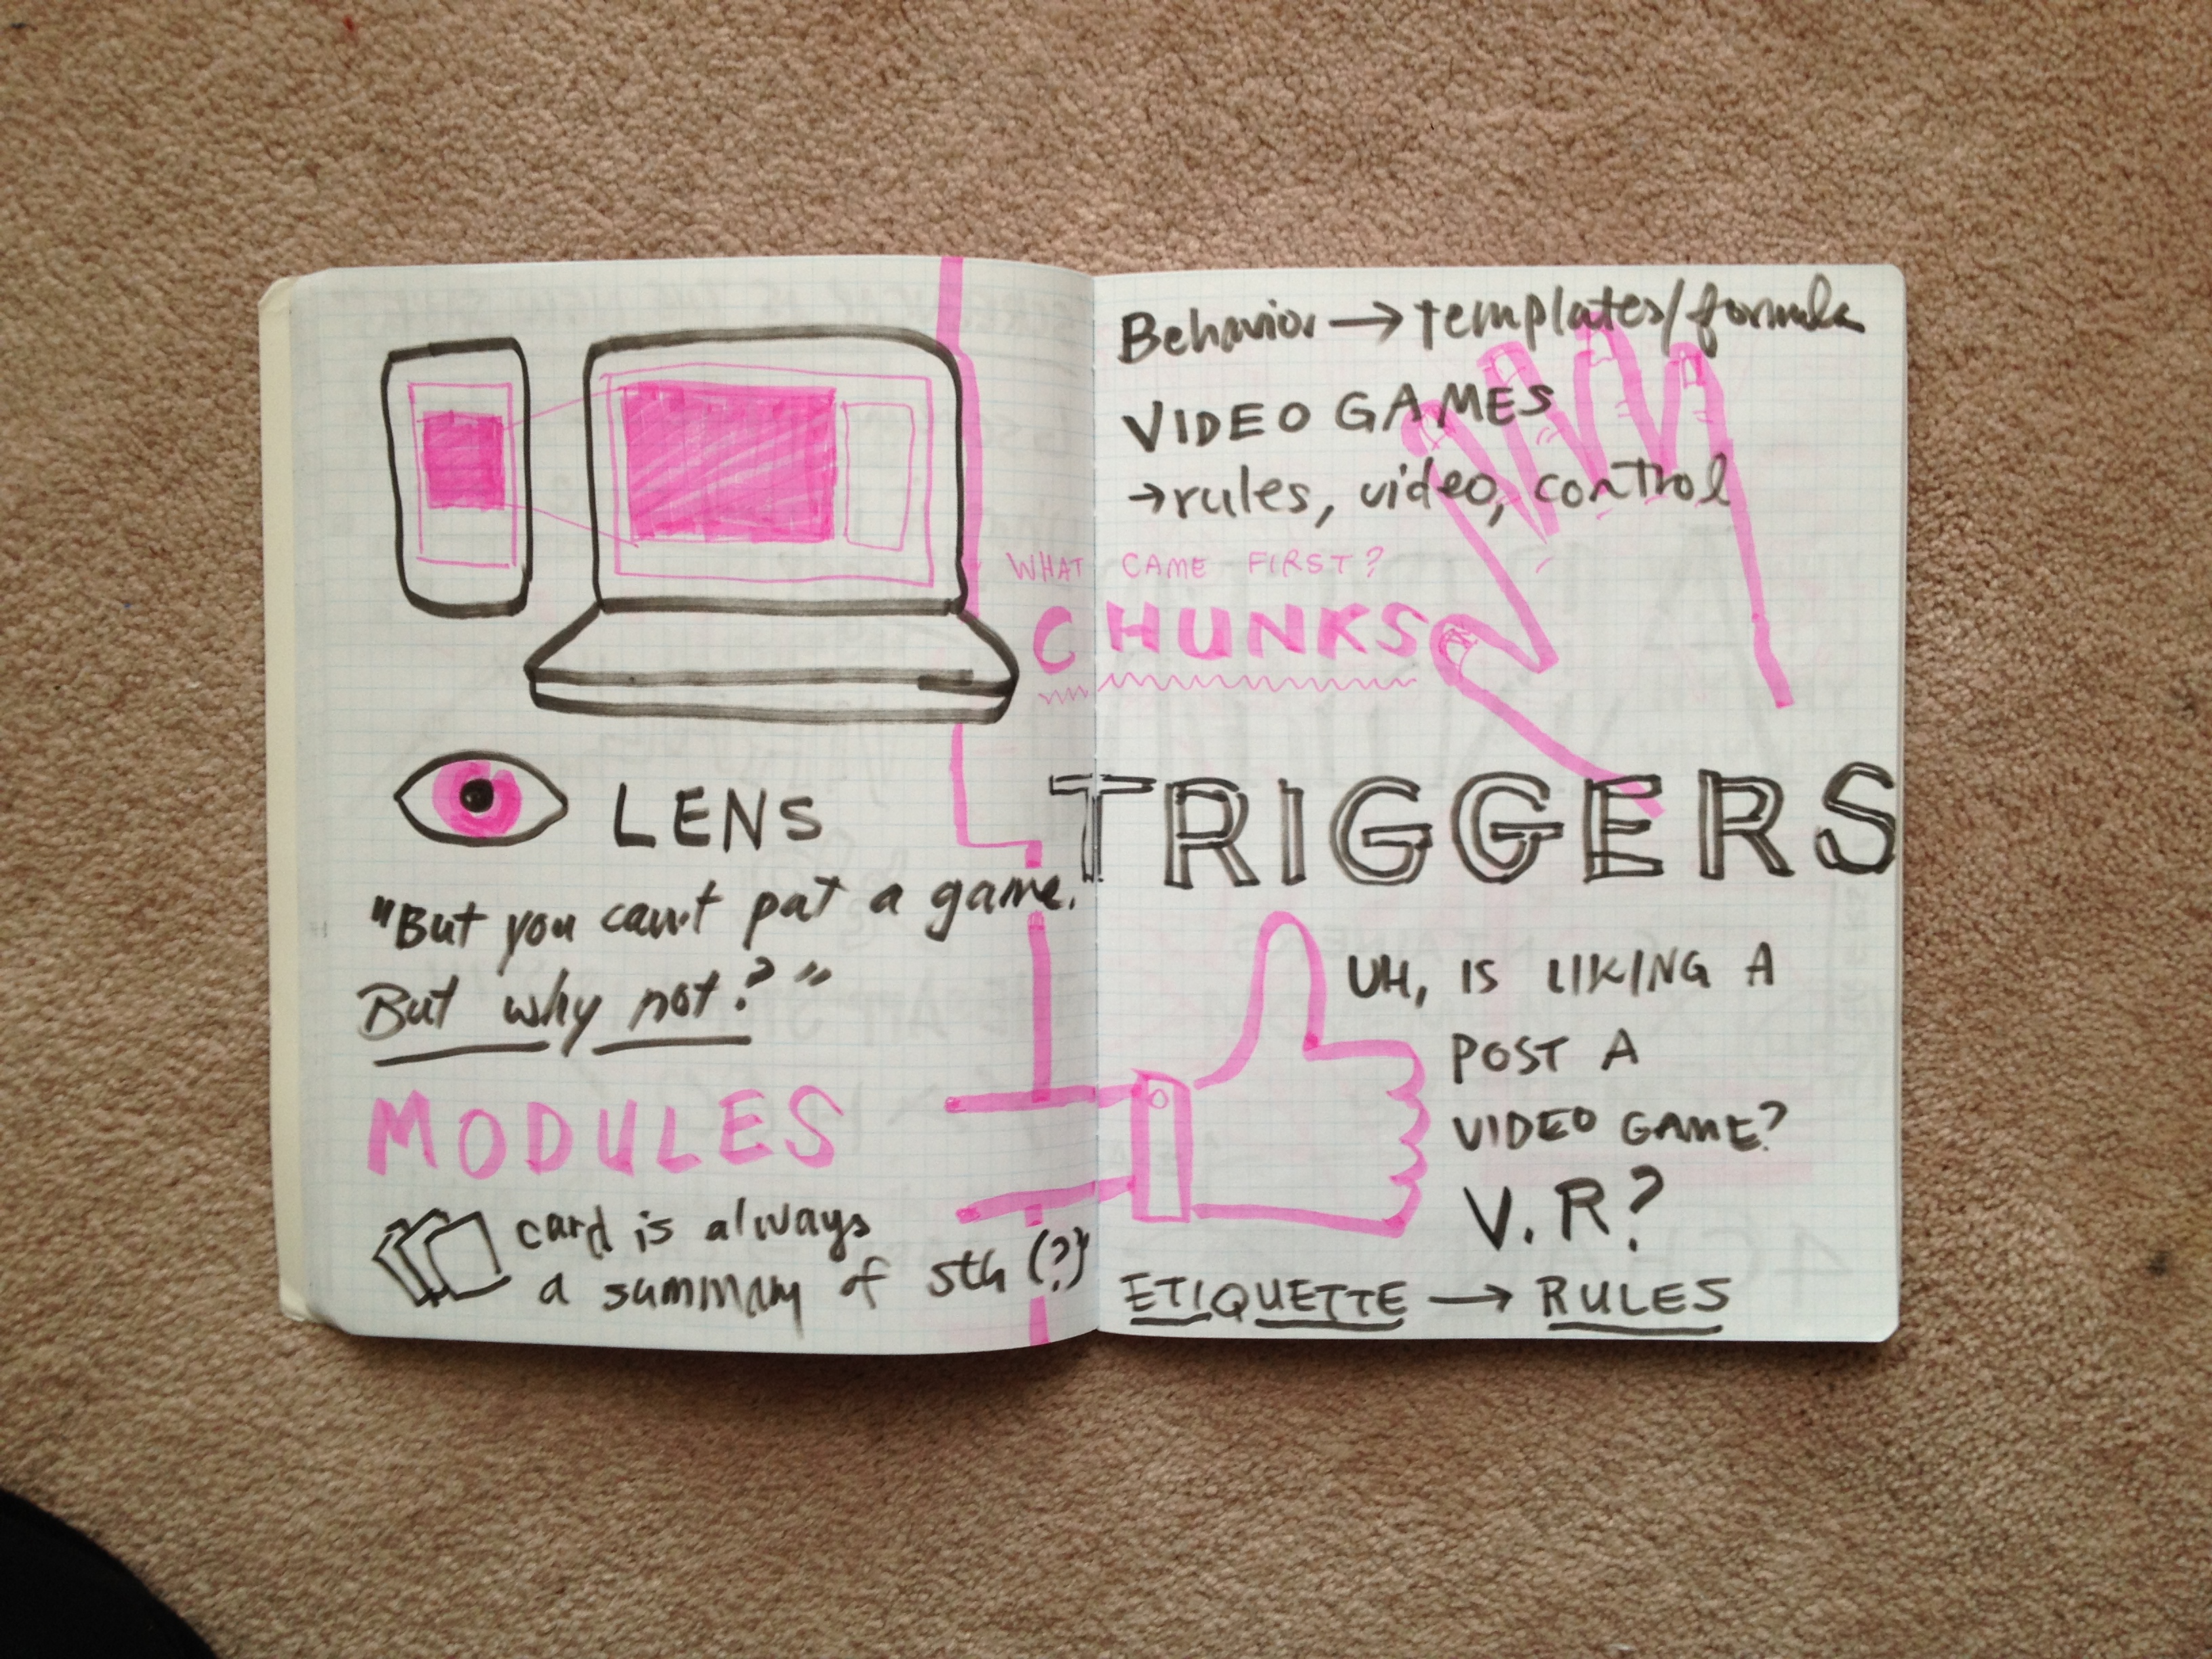 LENS
"But you can't pat a game.
But why not?"
MODULES
card is always
a summary of sth (?)
Behavior → templates/formula
VIDEO GAMES
→ rules, video, control
WHAT CAME FIRST?
CHUNKS
TRIGGERS
UH, IS LIKING A
POST A
VIDEO GAME?
V.R?
ETIQUETTE → RULES